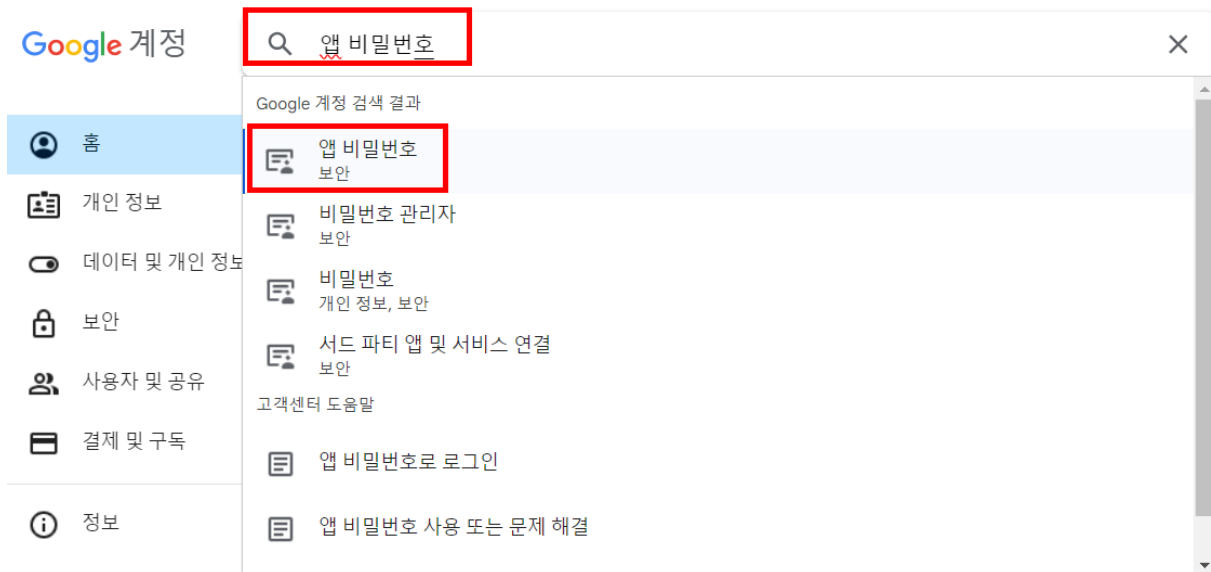 Google 계정
앱 비밀번호
Google 계정 검색 결과
홈
개인 정보
데이터 및 개인 정보
보안
사용자 및 공유
결제 및 구독
정보
앱 비밀번호
보안
비밀번호 관리자
보안
비밀번호
개인 정보, 보안
서드 파티 앱 및 서비스 연결
보안
고객센터 도움말
앱 비밀번호로 로그인
앱 비밀번호 사용 또는 문제 해결